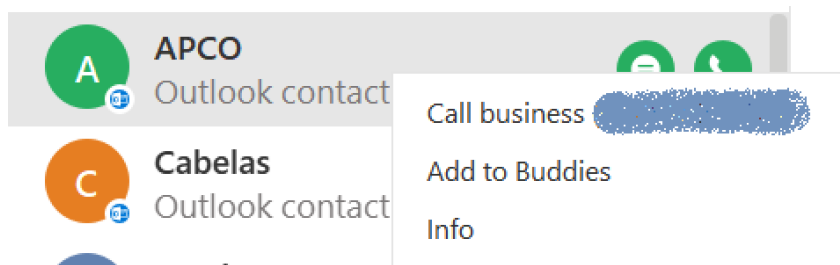 A
APCO
Outlook contact
Call business
Add to Buddies
C
Cabelas
Outlook contact
Info